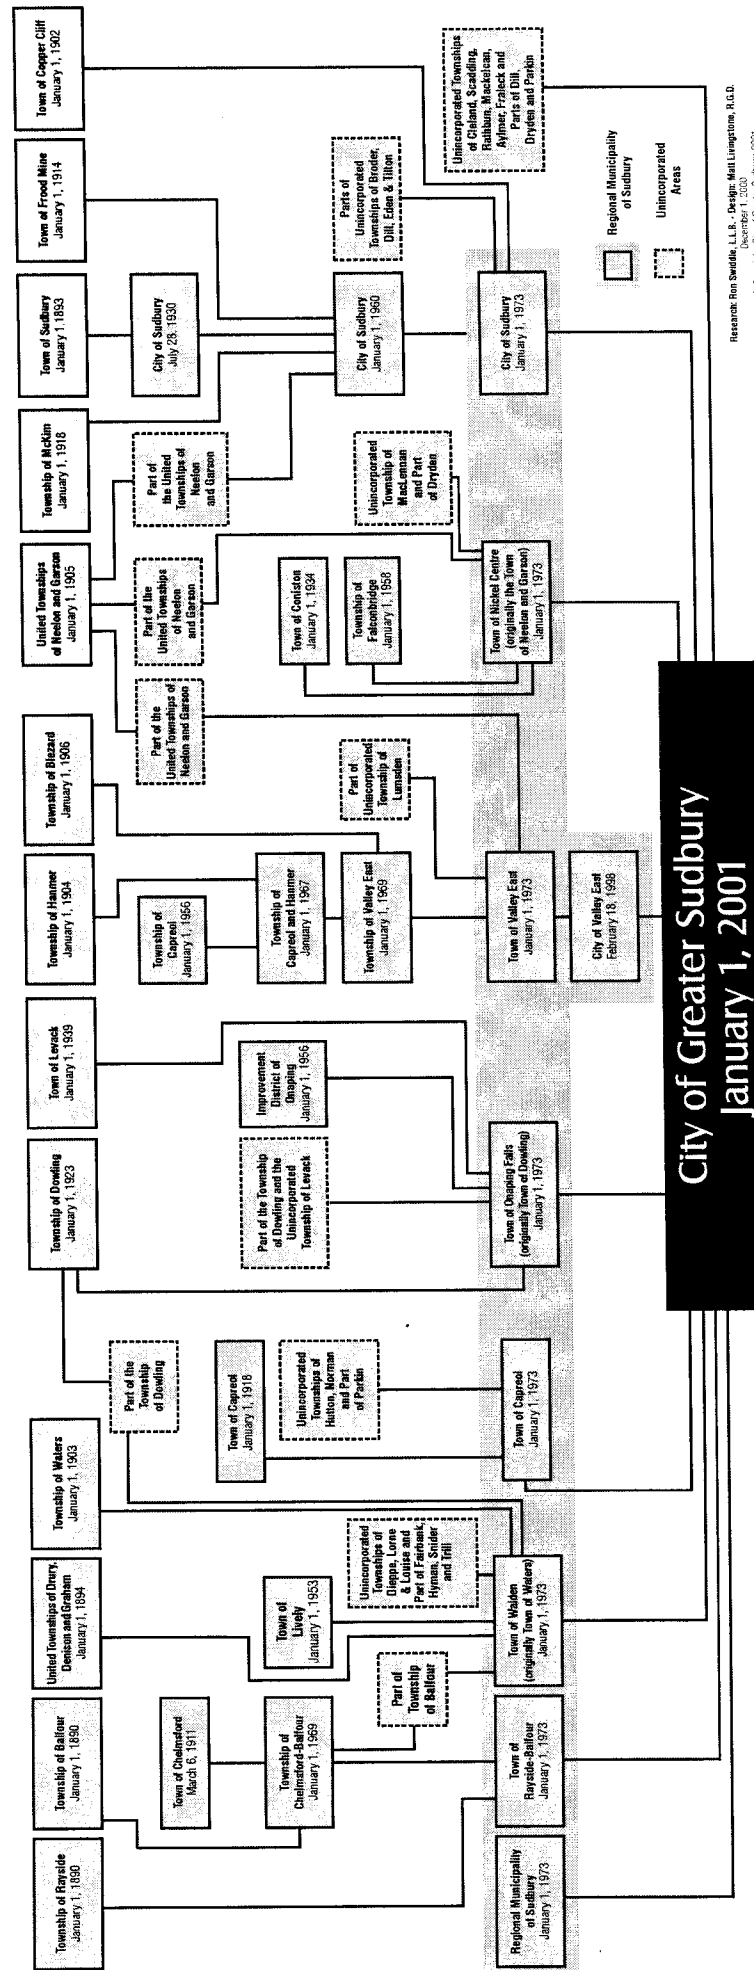 Township of Rayside
January 1, 1890
Township of Balfour
January 1, 1890
United Townships of Drury,
Denison and Graham
January 1, 1894
Township of Waters
January 1, 1903
Township of Dowling
January 1, 1923
Town of Levack
January 1, 1939
Township of Hanmer
January 1, 1904
Township of Blezard
January 1, 1906
United Townships
of Neelon and Garson
January 1, 1905
Township of McKim
January 1, 1918
Town of Sudbury
January 1, 1893
Town of Frood Mine
January 1, 1914
Town of Copper Cliff
January 1, 1902
Town of Chelmsford
March 6, 1911
Part of the
Township
of Dowling
Township of
Capreol
January 1, 1956
Part of the
United Townships of
Neelon and Garson
Part of the
United Townships
of Neelon
and Garson
Part of
the United
Townships of
Neelon
and Garson
City of Sudbury
July 28, 1930
Township of
Chelmsford-Balfour
January 1, 1969
Town of
Lively
January 1, 1953
Town of Capreol
January 1, 1918
Unincorporated
Townships of
Hutton, Norman
and Part
of Parkin
Part of the Township
of Dowling and the
Unincorporated
Township of Levack
Improvement
District of
Onaping
January 1, 1956
Township of
Capreol and Hanmer
January 1, 1967
Township of Valley East
January 1, 1969
Town of Coniston
January 1, 1934
Township of
Falconbridge
January 1, 1958
City of Sudbury
January 1, 1960
Parts of
Unincorporated
Townships of Broder,
Dill, Eden & Tilton
Part of
Township
of Balfour
Unincorporated
Townships of
Dieppe, Lorne
& Louise and
Part of Fairbank,
Hyman, Snider
and Trill
Part of
Unincorporated
Township of
Lumsden
Unincorporated
Township of
MacLennan
and Part
of Dryden
Unincorporated Townships
of Cleland, Scadding,
Rathbun, Mackelcan,
Aylmer, Fraleck and
Parts of Dill,
Dryden and Parkin
Regional Municipality
of Sudbury
January 1, 1973
Town of
Rayside-Balfour
January 1, 1973
Town of Walden
(originally Town of Waters)
January 1, 1973
Town of Capreol
January 1, 1973
Town of Onaping Falls
(originally Town of Dowling)
January 1, 1973
Town of Valley East
January 1, 1973
Town of Nickel Centre
(originally the Town
of Neelon and Garson)
January 1, 1973
City of Sudbury
January 1, 1973
City of Valley East
February 18, 1998
Regional Municipality
of Sudbury
Unincorporated
Areas
City of Greater Sudbury
January 1, 2001
Research: Ron Swiddle, L.L.B. - Design: Matt Livingstone, R.G.D.
December 1, 2000